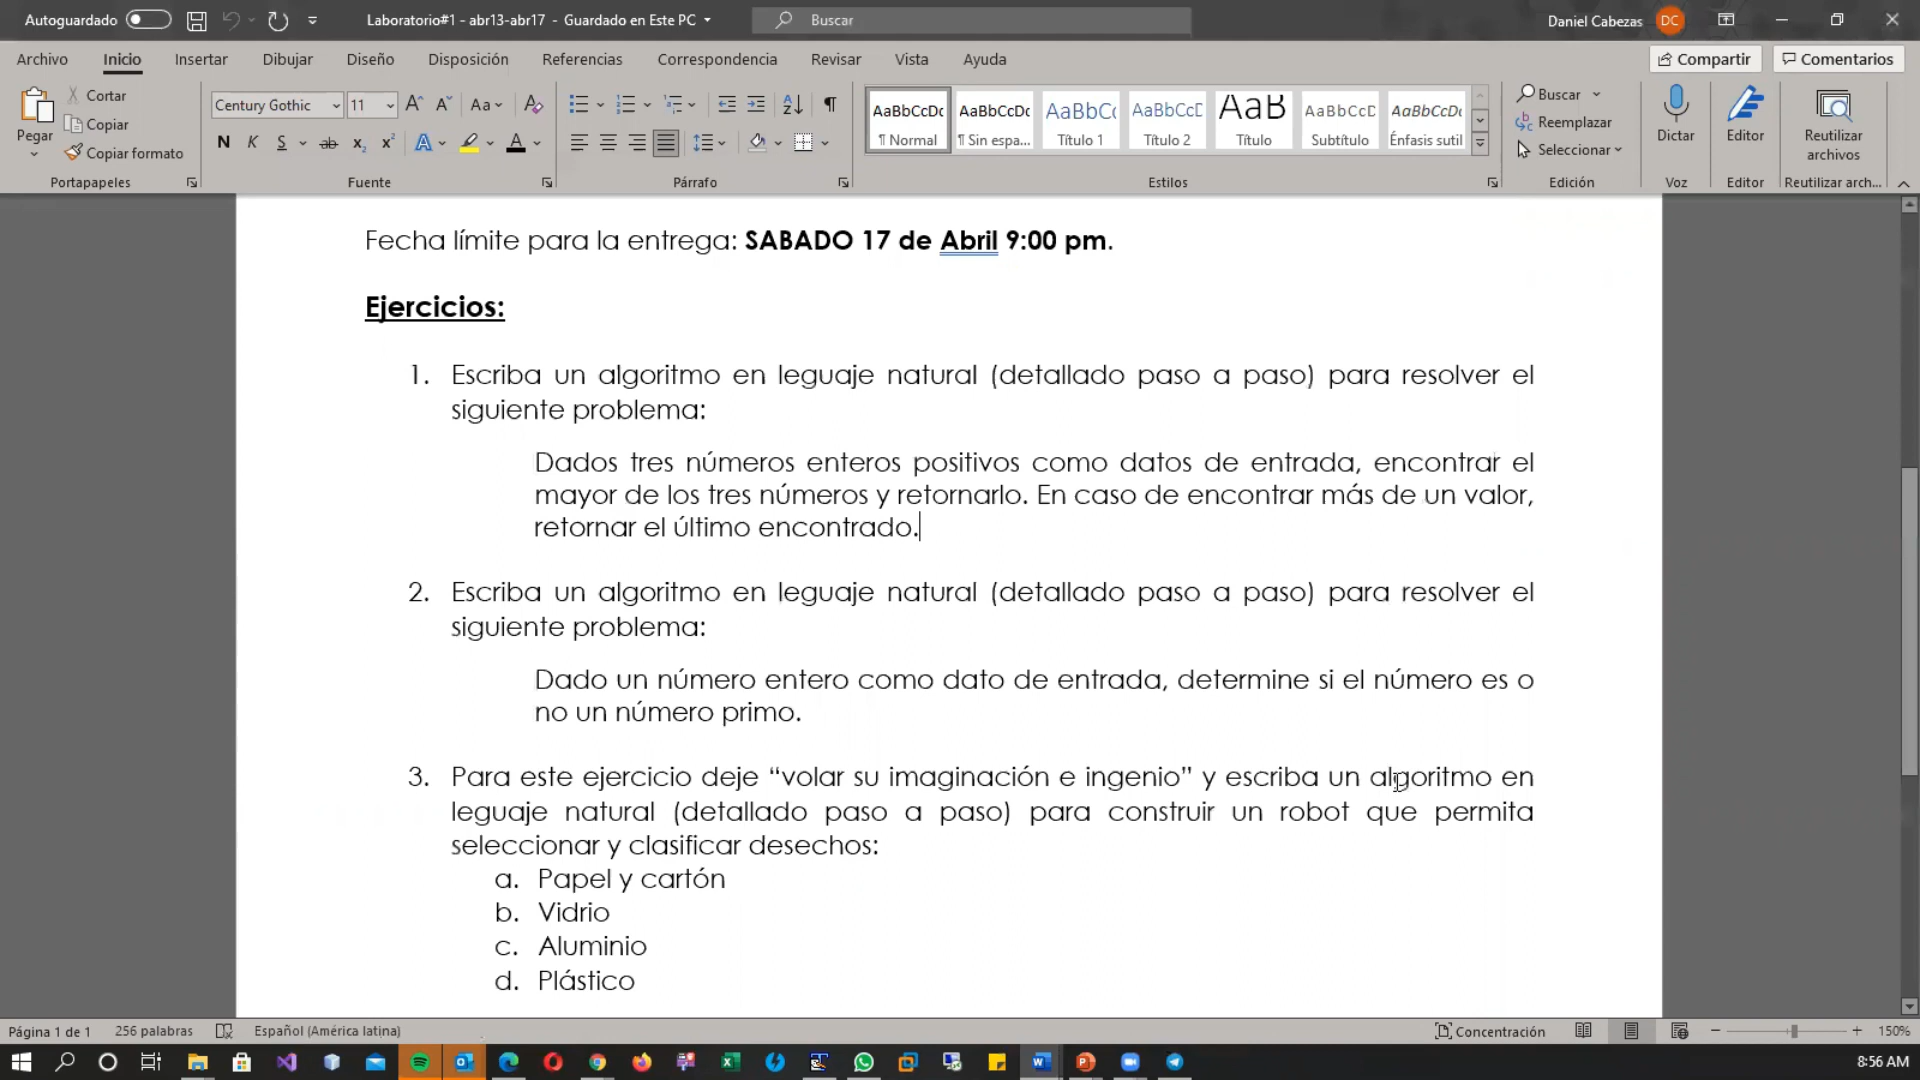 Autoguardado
Laboratorio#1 - abr13-abr17 - Guardado en Este PC
Buscar
Daniel Cabezas
DC
Archivo
Inicio
Insertar
Dibujar
Diseño
Disposición
Referencias
Correspondencia
Revisar
Vista
Ayuda
Compartir
Comentarios
Pegar
Cortar
Copiar
Copiar formato
Portapapeles
Century Gothic
11
Aa
N K S ab x₂ x²
Fuente
Párrafo
AaBbCcDc
¶ Normal
AaBbCcDc
¶ Sin espa...
AaBbC
Título 1
AaBbCcD
Título 2
AaB
Título
AaBbCcD
Subtítulo
AaBbCcDc
Énfasis sutil
Estilos
Buscar
Reemplazar
Seleccionar
Edición
Dictar
Voz
Editor
Editor
Reutilizar
archivos
Reutilizar arch...
Fecha límite para la entrega: SABADO 17 de Abril 9:00 pm.
Ejercicios:
1. Escriba un algoritmo en leguaje natural (detallado paso a paso) para resolver el
siguiente problema:
Dados tres números enteros positivos como datos de entrada, encontrar el
mayor de los tres números y retornarlo. En caso de encontrar más de un valor,
retornar el último encontrado.
2. Escriba un algoritmo en leguaje natural (detallado paso a paso) para resolver el
siguiente problema:
Dado un número entero como dato de entrada, determine si el número es o
no un número primo.
3. Para este ejercicio deje “volar su imaginación e ingenio” y escriba un algoritmo en
leguaje natural (detallado paso a paso) para construir un robot que permita
seleccionar y clasificar desechos:
a. Papel y cartón
b. Vidrio
c. Aluminio
d. Plástico
Página 1 de 1
256 palabras
Español (América latina)
Concentración
150%
8:56 AM